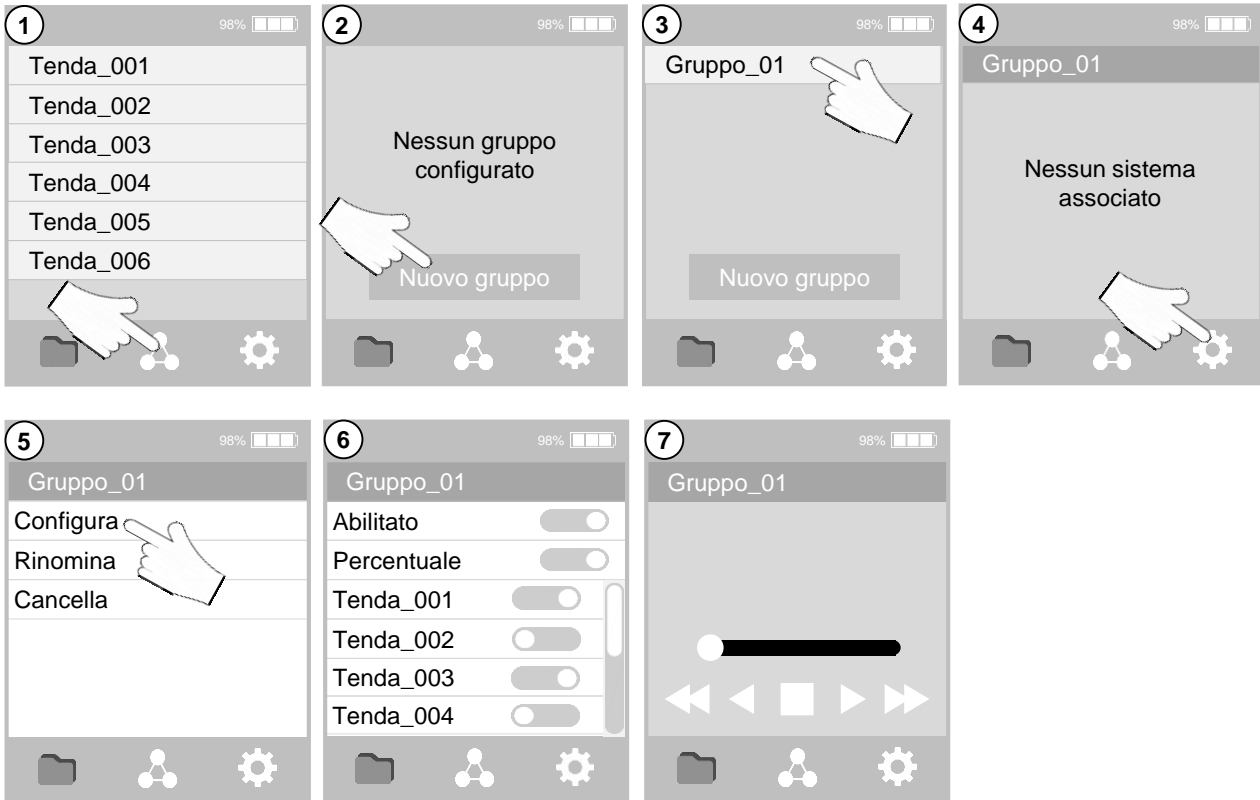 1
98%
Tenda_001
Tenda_002
Tenda_003
Tenda_004
Tenda_005
Tenda_006
2
98%
Nessun gruppo
configurato
Nuovo gruppo
3
98%
Gruppo_01
Nuovo gruppo
4
98%
Gruppo_01
Nessun sistema
associato
5
98%
Gruppo_01
Configura
Rinomina
Cancella
6
98%
Gruppo_01
Abilitato
Percentuale
Tenda_001
Tenda_002
Tenda_003
Tenda_004
7
98%
Gruppo_01